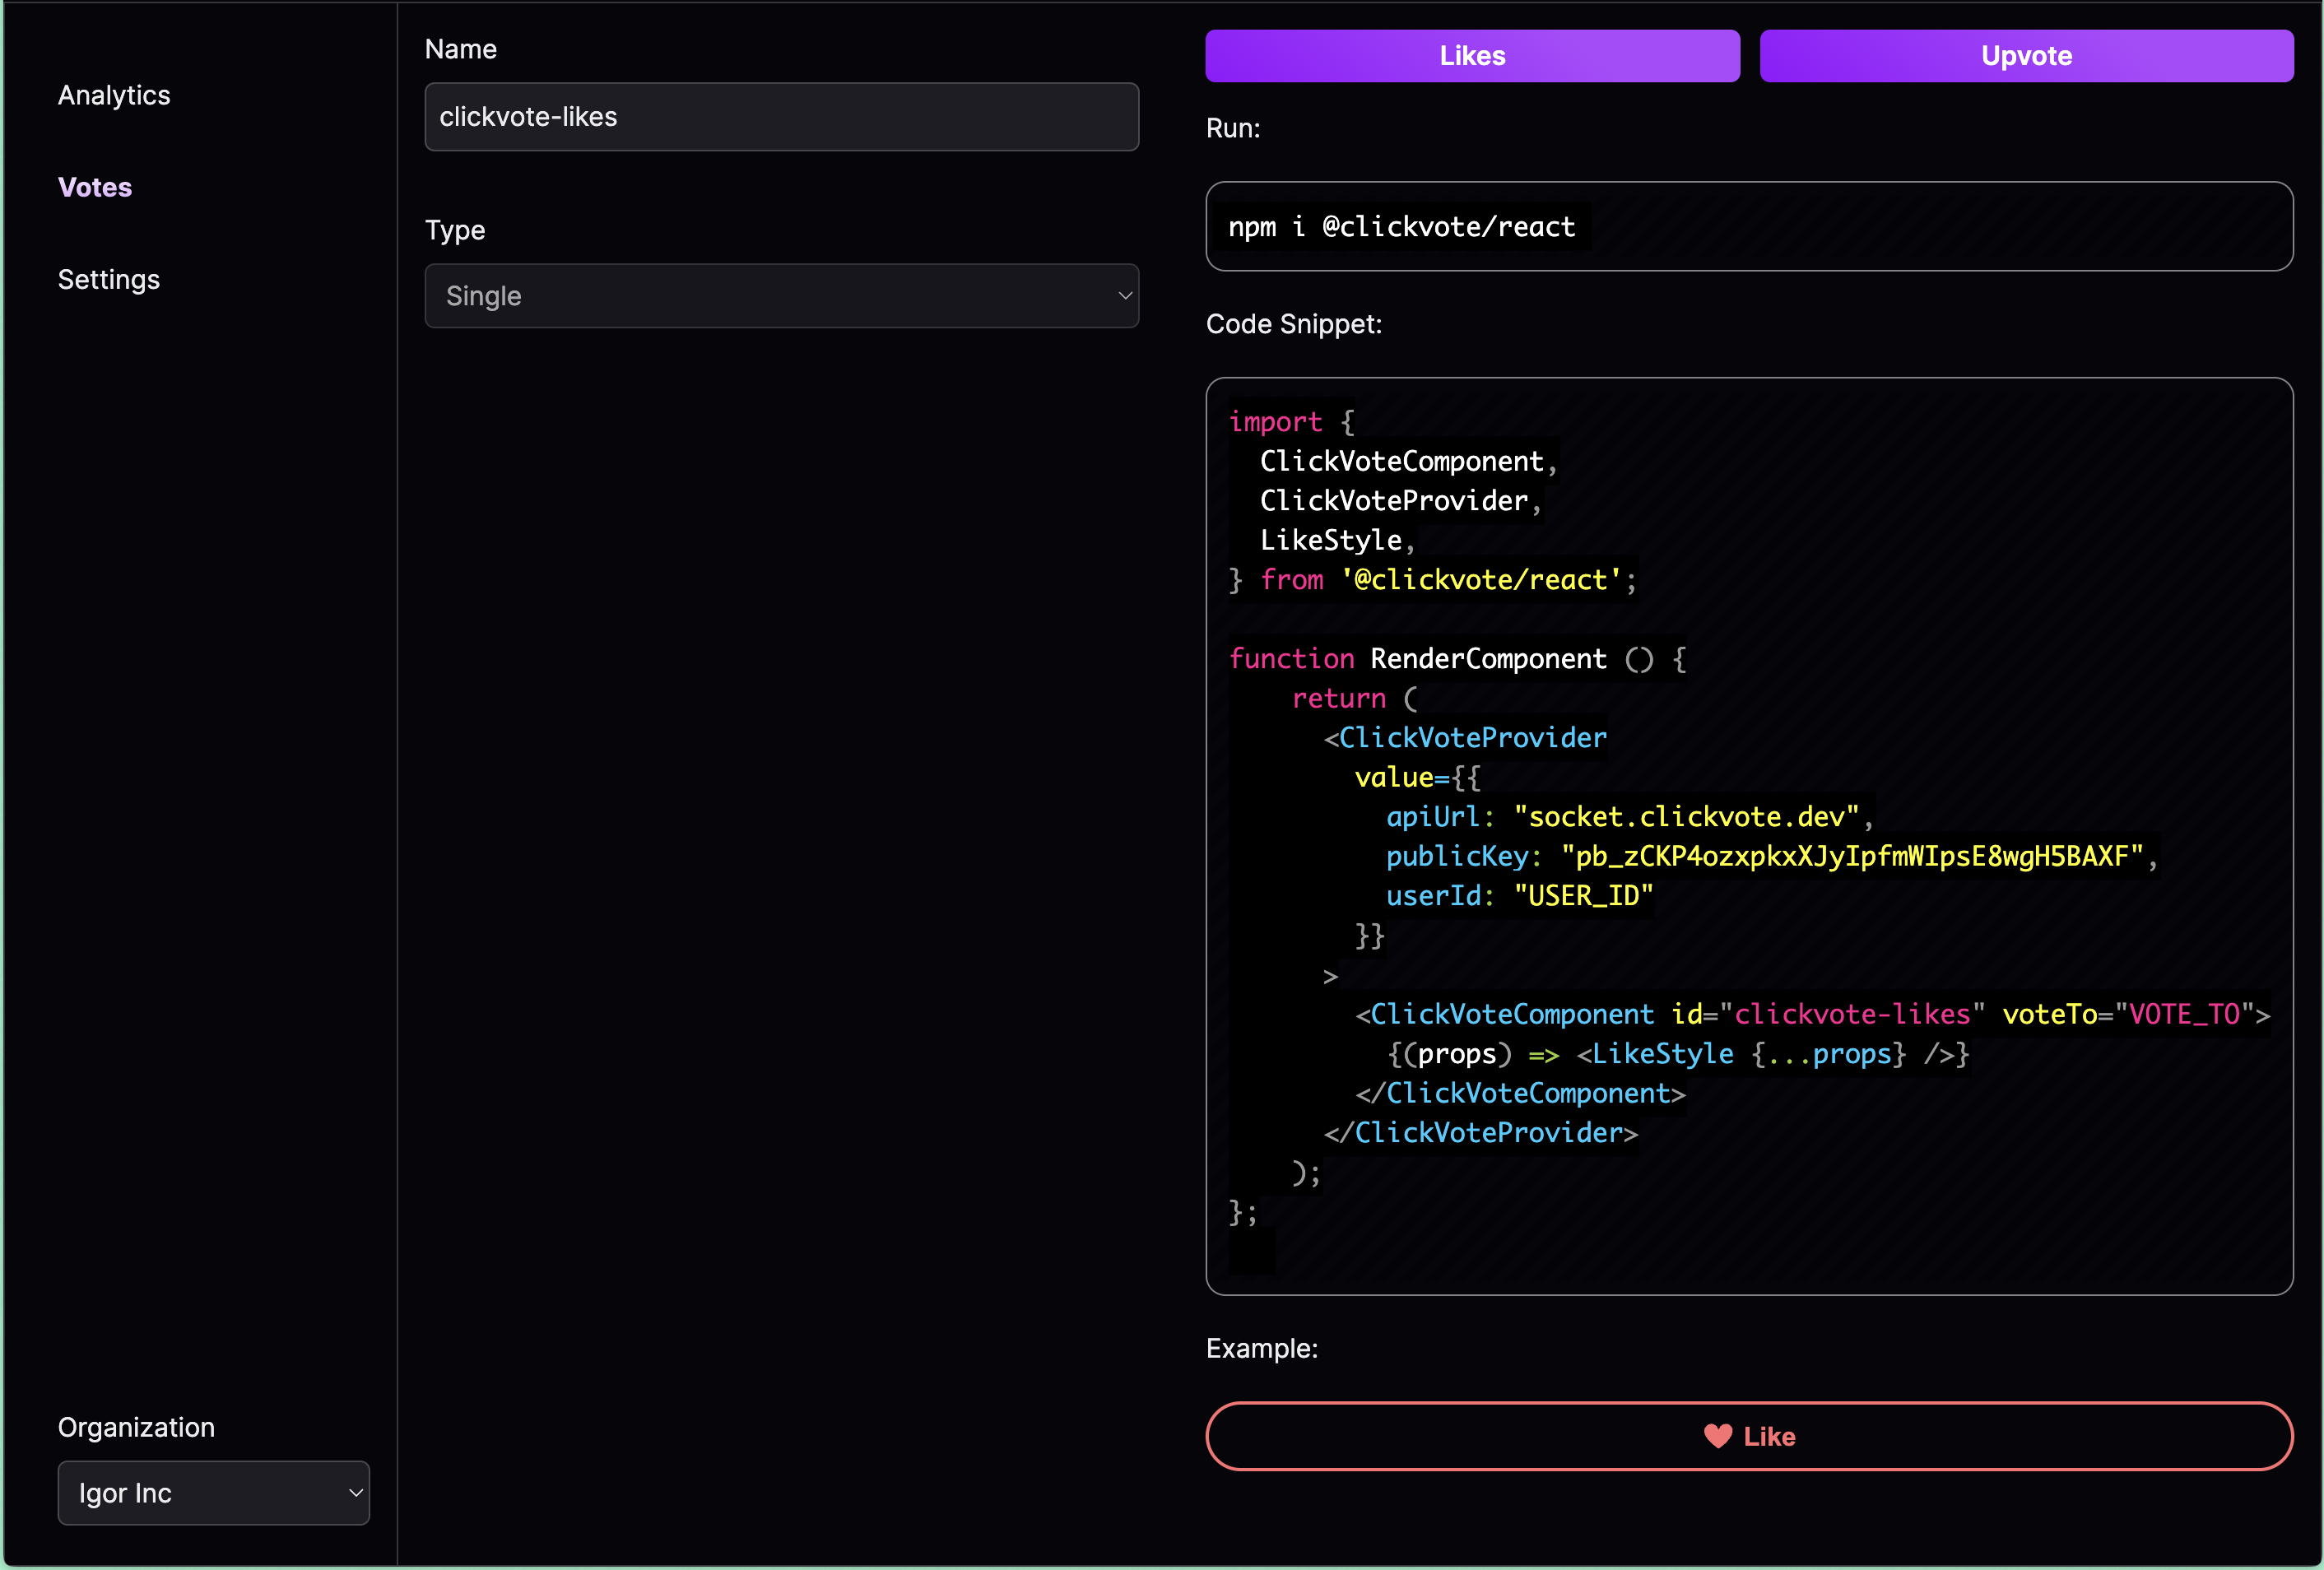 Analytics
Votes
Settings
Organization
Igor Inc
Name
clickvote-likes
Type
Single
Likes
Upvote
Run:
npm i @clickvote/react
Code Snippet:
import {
  ClickVoteComponent,
  ClickVoteProvider,
  LikeStyle,
} from '@clickvote/react';

function RenderComponent () {
    return (
      <ClickVoteProvider
        value={{
          apiUrl: "socket.clickvote.dev",
          publicKey: "pb_zCKP4ozxpkxXJyIpfmWIpsE8wgH5BAXF",
          userId: "USER_ID"
        }}
      >
        <ClickVoteComponent id="clickvote-likes" voteTo="VOTE_TO">
          {(props) => <LikeStyle {...props} />}
        </ClickVoteComponent>
      </ClickVoteProvider>
    );
};
Example:
Like